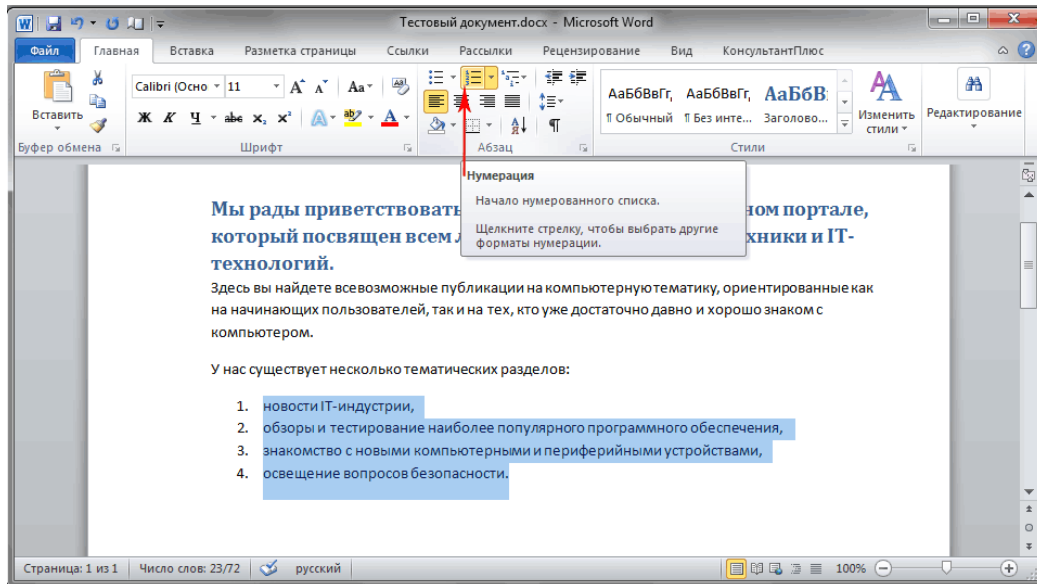 Тестовый документ.docx - Microsoft Word
Файл Главная Вставка Разметка страницы Ссылки Рассылки Рецензирование Вид КонсультантПлюс
Calibri (Осно 11 Aa
Вставить Ж К Ч abc x₂ x² A ab A
АаБбВвГг, АаБбВвГг, АаБбВ
¶ Обычный ¶ Без инте... Заголово...
Изменить стили
Редактирование
Буфер обмена Шрифт Абзац Стили
Нумерация
Начало нумерованного списка.
Щелкните стрелку, чтобы выбрать другие
форматы нумерации.
Мы рады приветствовать ном портале,
который посвящен всем хники и IT-
технологий.
Здесь вы найдете всевозможные публикации на компьютерную тематику, ориентированные как
на начинающих пользователей, так и на тех, кто уже достаточно давно и хорошо знаком с
компьютером.
У нас существует несколько тематических разделов:
1. новости IT-индустрии,
2. обзоры и тестирование наиболее популярного программного обеспечения,
3. знакомство с новыми компьютерными и периферийными устройствами,
4. освещение вопросов безопасности.
Страница: 1 из 1 Число слов: 23/72 русский 100%